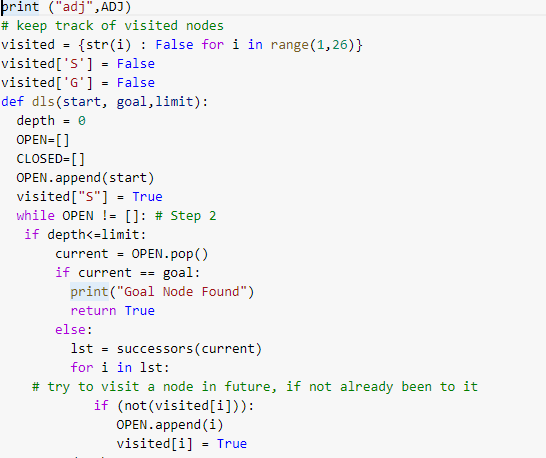 print ("adj",ADJ)
# keep track of visited nodes
visited = {str(i) : False for i in range(1,26)}
visited['S'] = False
visited['G'] = False
def dls(start, goal,limit):
  depth = 0
  OPEN=[]
  CLOSED=[]
  OPEN.append(start)
  visited["S"] = True
  while OPEN != []: # Step 2
   if depth<=limit:
       current = OPEN.pop()
       if current == goal:
         print("Goal Node Found")
         return True
       else:
         lst = successors(current)
         for i in lst:
    # try to visit a node in future, if not already been to it
            if (not(visited[i])):
               OPEN.append(i)
               visited[i] = True